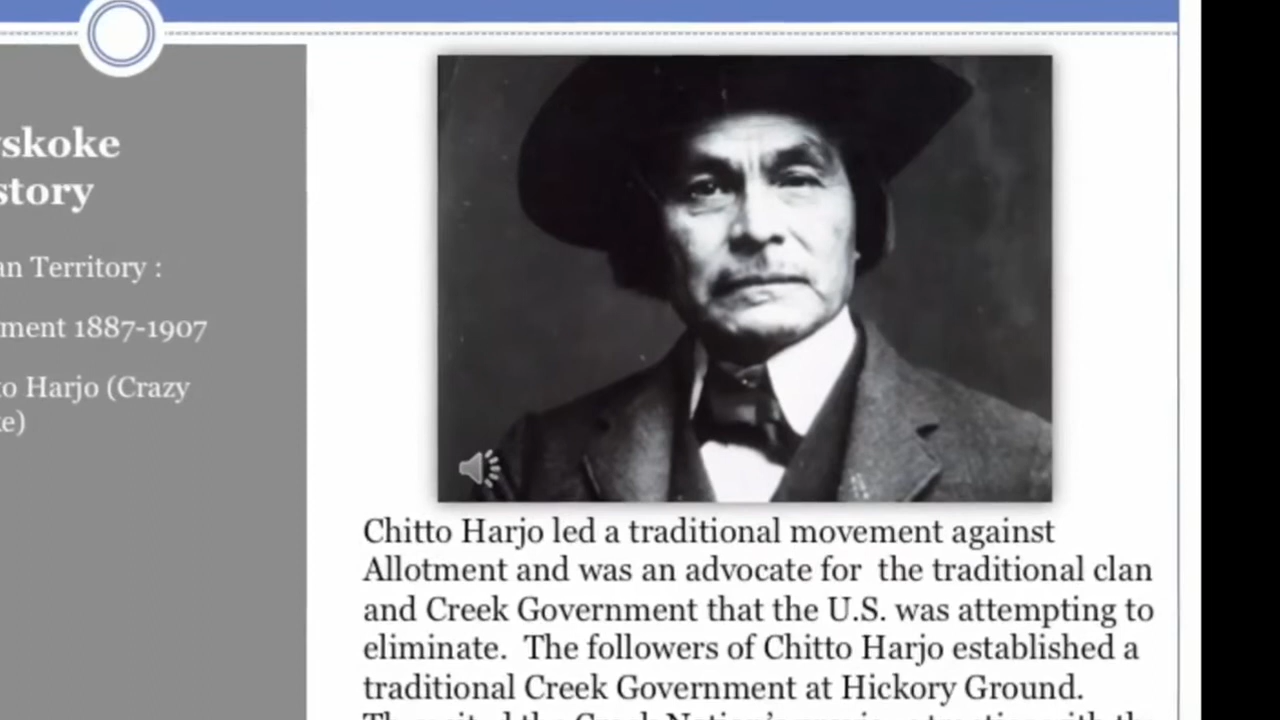 skoke
story
an Territory :
ment 1887-1907
to Harjo (Crazy
ke)
Chitto Harjo led a traditional movement against
Allotment and was an advocate for the traditional clan
and Creek Government that the U.S. was attempting to
eliminate. The followers of Chitto Harjo established a
traditional Creek Government at Hickory Ground.